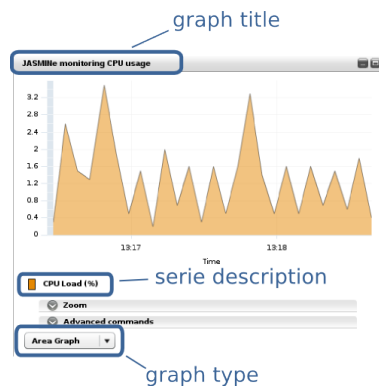 graph title
JASMINe monitoring CPU usage
3.2
2.8
2.4
2
1.6
1.2
0.8
0.4
0
13:17
13:18
Time
CPU Load (%)
serie description
Zoom
Advanced commands
Area Graph
graph type